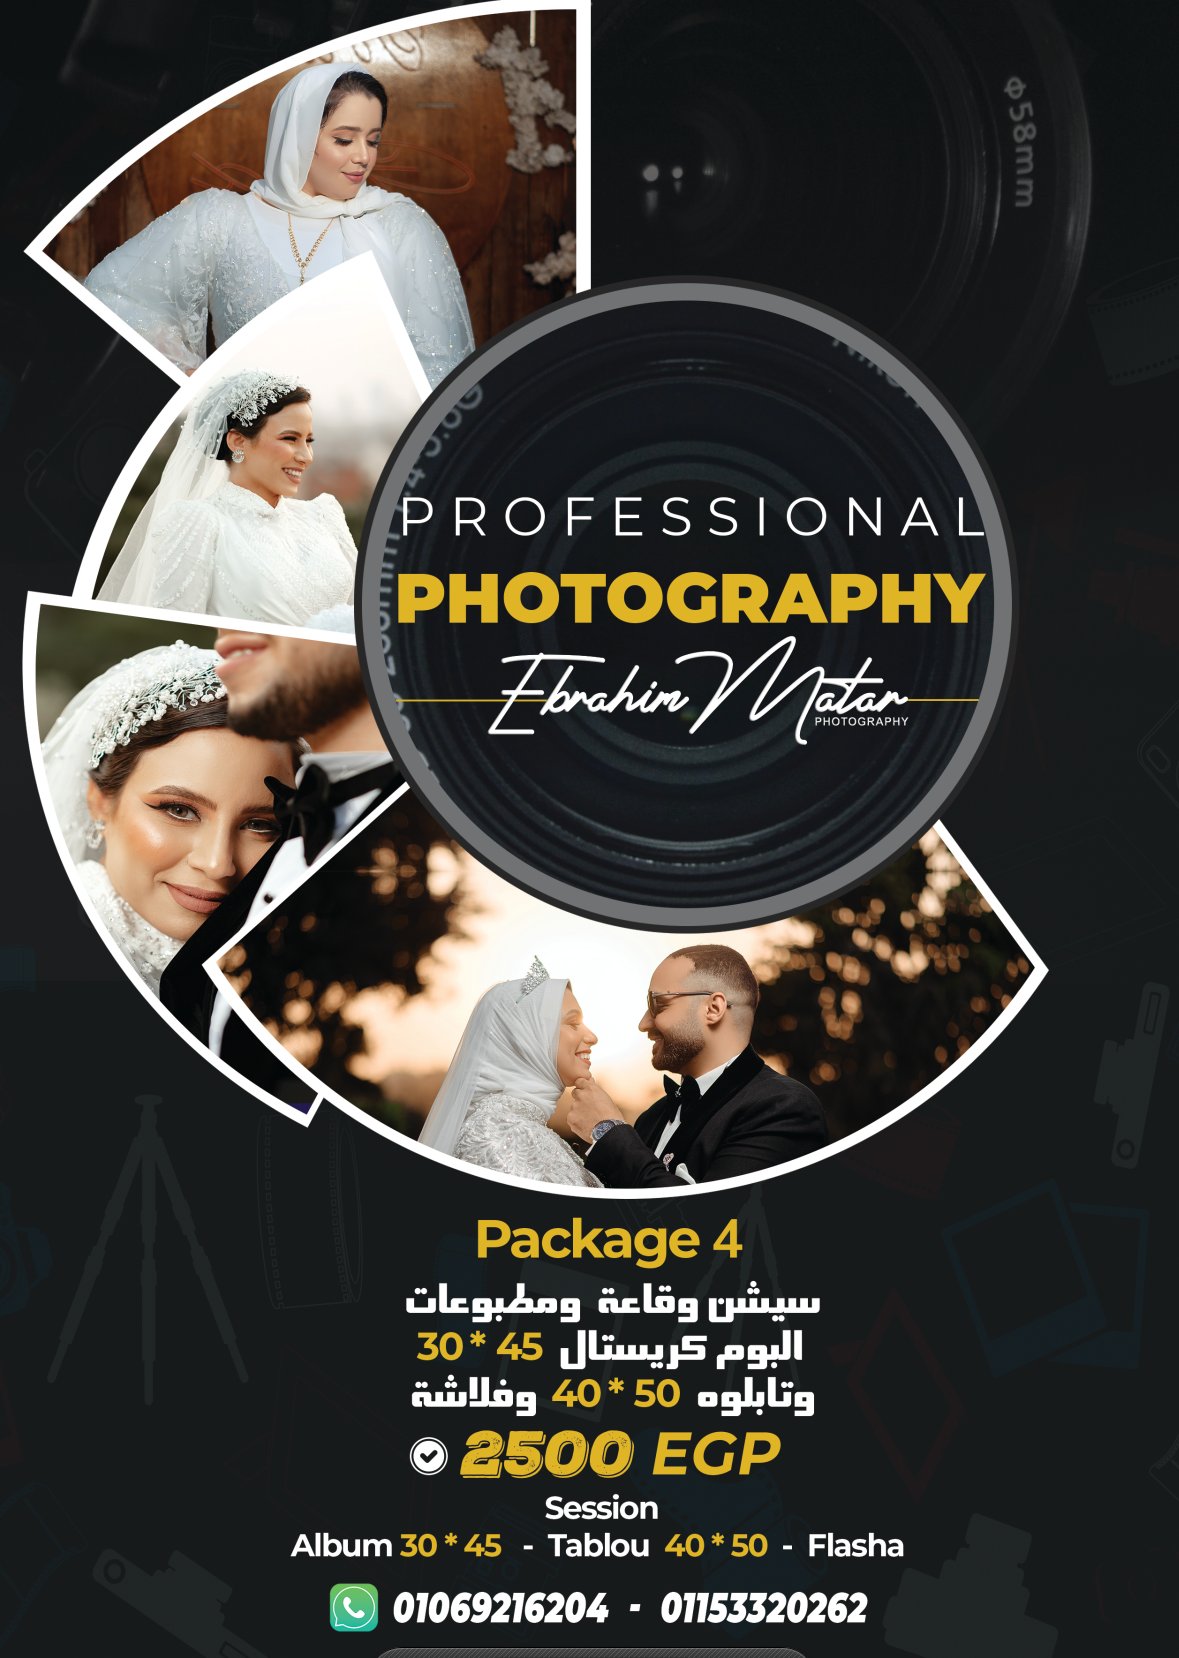 Φ58mm
PROFESSIONAL
PHOTOGRAPHY
Ebrahim Matar
PHOTOGRAPHY
Package 4
سيشن وقاعة ومطبوعات
البوم كريستال 45 * 30
وتابلوه 50 * 40 وفلاشة
2500 EGP
Session
Album 30 * 45 - Tablou 40 * 50 - Flasha
01069216204 - 01153320262